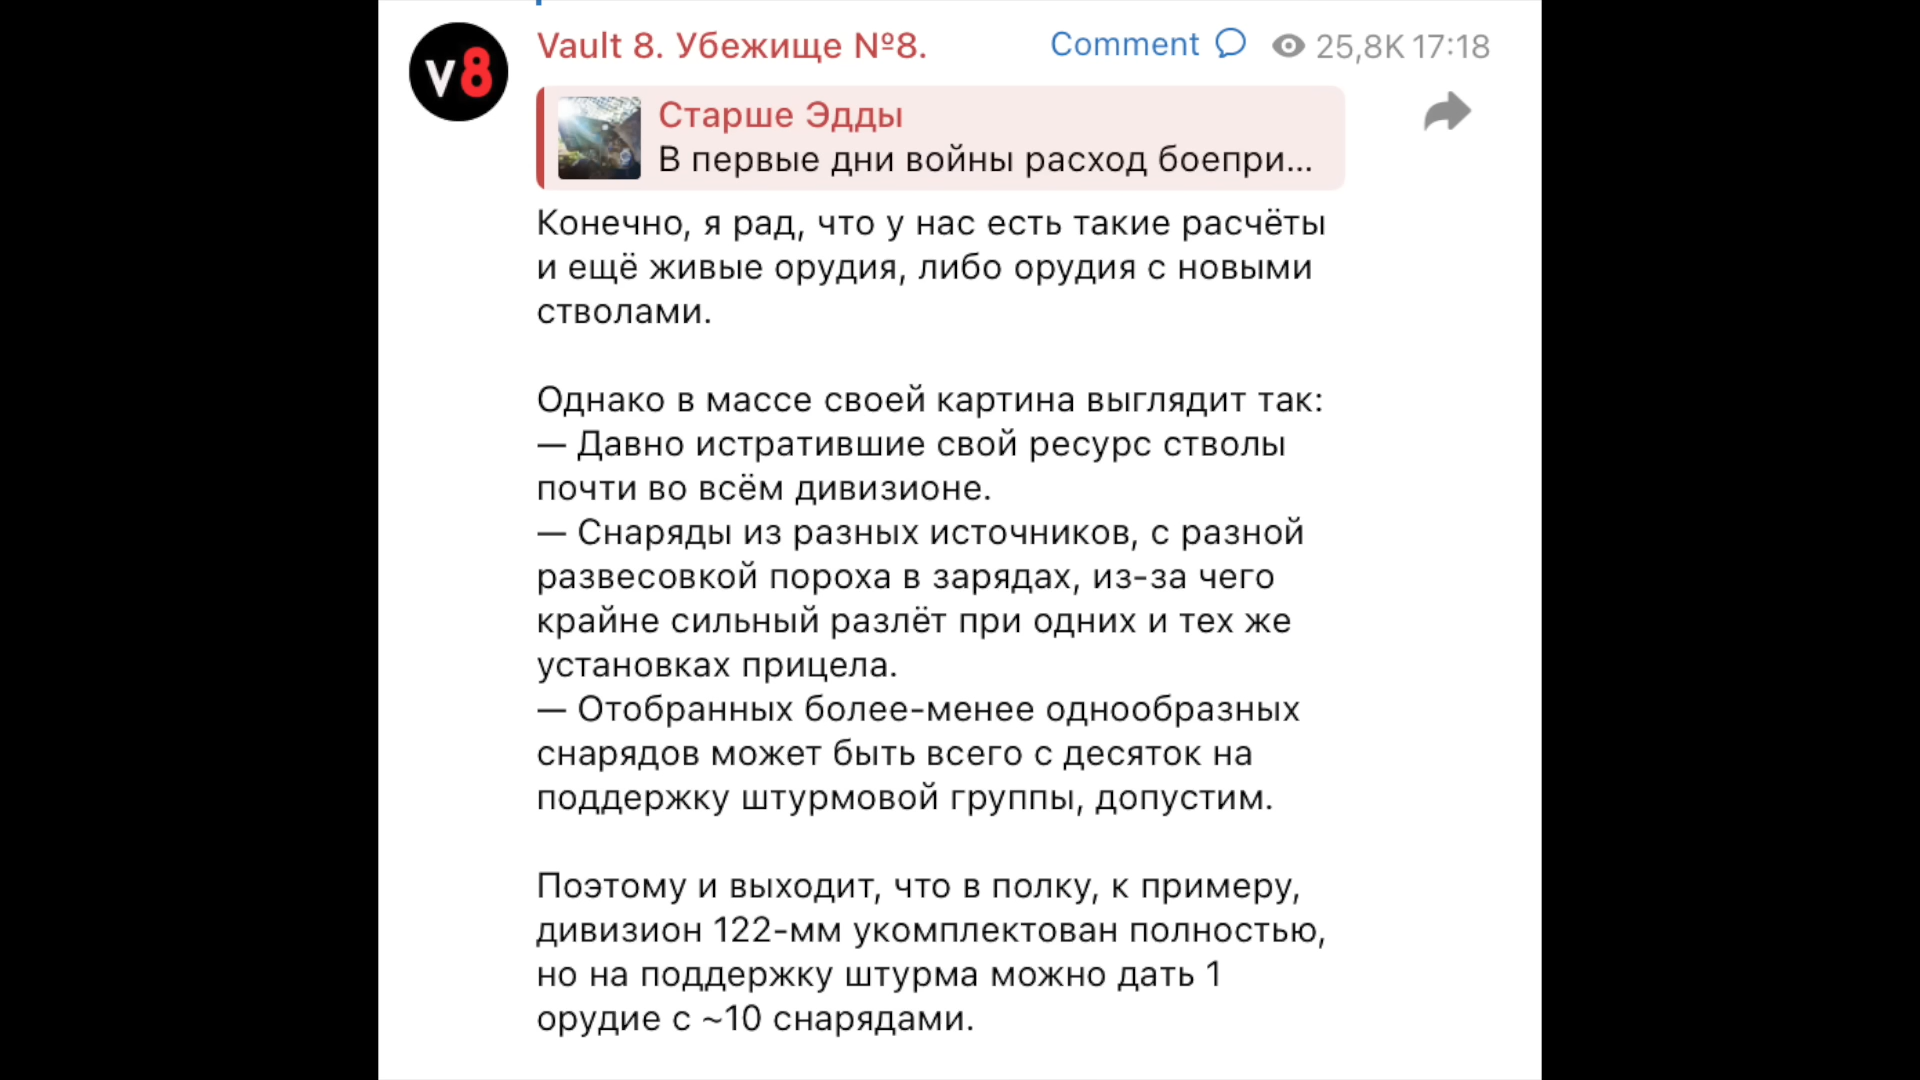 v8
Vault 8. Убежище №8.
Comment
25,8K 17:18
Старше Эдды
В первые дни войны расход боепри...
Конечно, я рад, что у нас есть такие расчёты
и ещё живые орудия, либо орудия с новыми
стволами.
Однако в массе своей картина выглядит так:
— Давно истратившие свой ресурс стволы
почти во всём дивизионе.
— Снаряды из разных источников, с разной
развесовкой пороха в зарядах, из-за чего
крайне сильный разлёт при одних и тех же
установках прицела.
— Отобранных более-менее однообразных
снарядов может быть всего с десяток на
поддержку штурмовой группы, допустим.
Поэтому и выходит, что в полку, к примеру,
дивизион 122-мм укомплектован полностью,
но на поддержку штурма можно дать 1
орудие с ~10 снарядами.